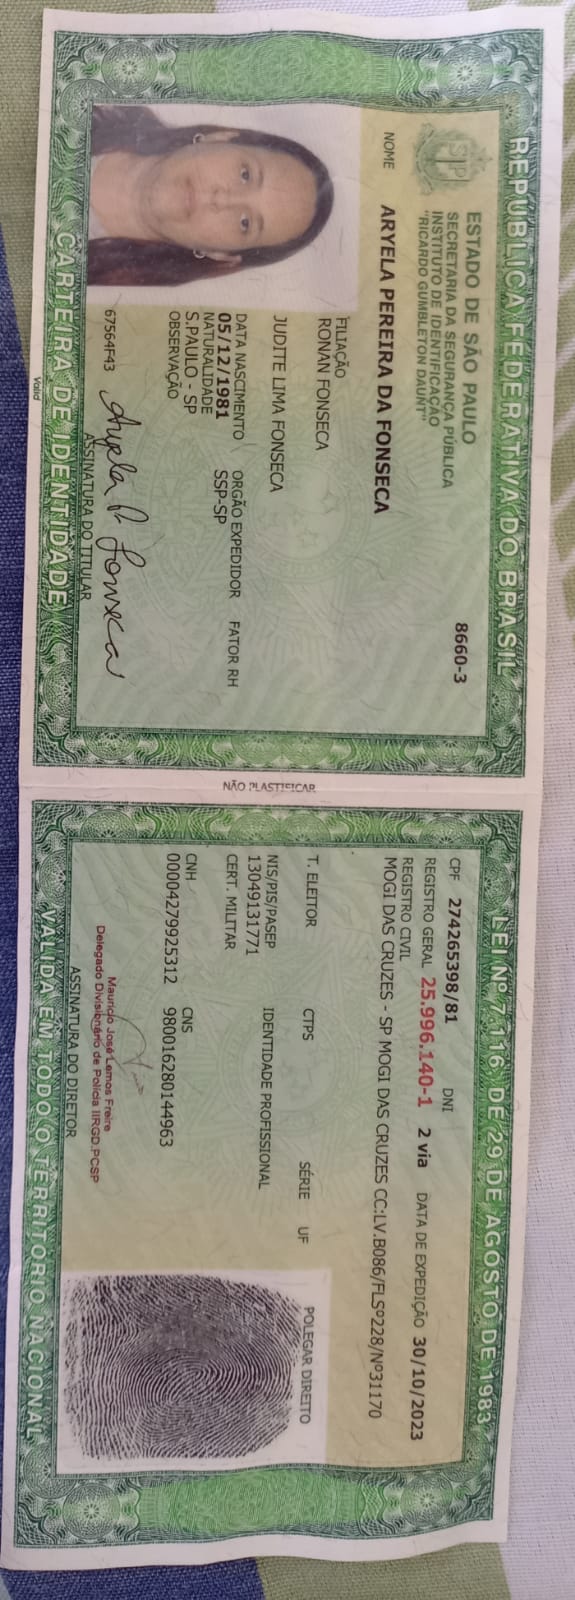 REPÚBLICA FEDERATIVA DO BRASIL
ESTADO DE SÃO PAULO
SECRETARIA DA SEGURANÇA PÚBLICA
INSTITUTO DE IDENTIFICAÇÃO
"RICARDO GUMBLETON DAUNT"
8660-3
NOME ARYELA PEREIRA DA FONSECA
FILIAÇÃO
RONAN FONSECA
JUDITE LIMA FONSECA
DATA NASCIMENTO ORGÃO EXPEDIDOR FATOR RH
05/12/1981 SSP-SP
NATURALIDADE
S.PAULO - SP
OBSERVAÇÃO
67564F43
Aryela P. Fonseca
ASSINATURA DO TITULAR
CARTEIRA DE IDENTIDADE
Valid
NÃO PLASTIFICAR
LEI Nº 7.116 DE 29 DE AGOSTO DE 1983
CPF 274265398/81 DNI
REGISTRO GERAL 25.996.140-1 2 via DATA DE EXPEDIÇÃO 30/10/2023
REGISTRO CIVIL
MOGI DAS CRUZES - SP MOGI DAS CRUZES CC:LV.B086/FLSº228/Nº31170
T. ELEITOR CTPS SÉRIE UF
POLEGAR DIREITO
NIS/PIS/PASEP IDENTIDADE PROFISSIONAL
13049131771
CERT. MILITAR
CNH CNS
00004279925312 980016280144963
Mauricio José Lemos Freire
Delegado Divisionário de Polícia IIRGD.PCSP
ASSINATURA DO DIRETOR
VÁLIDA EM TODO O TERRITÓRIO NACIONAL